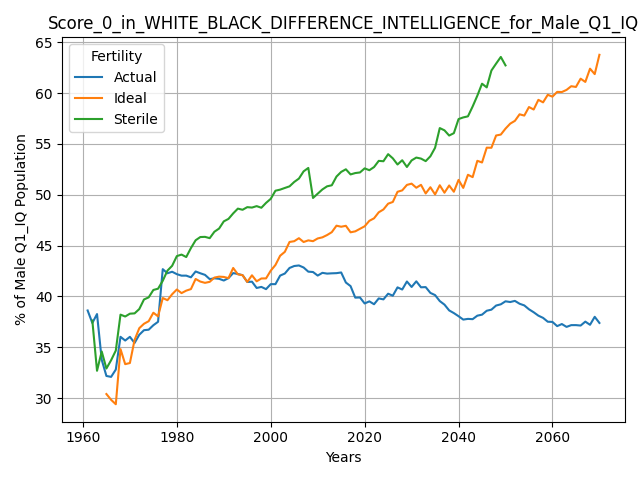 Score_0_in_WHITE_BLACK_DIFFERENCE_INTELLIGENCE_for_Male_Q1_IQ
65
60
55
50
45
40
35
30
% of Male Q1_IQ Population
Fertility
Actual
Ideal
Sterile
1960
1980
2000
2020
2040
2060
Years